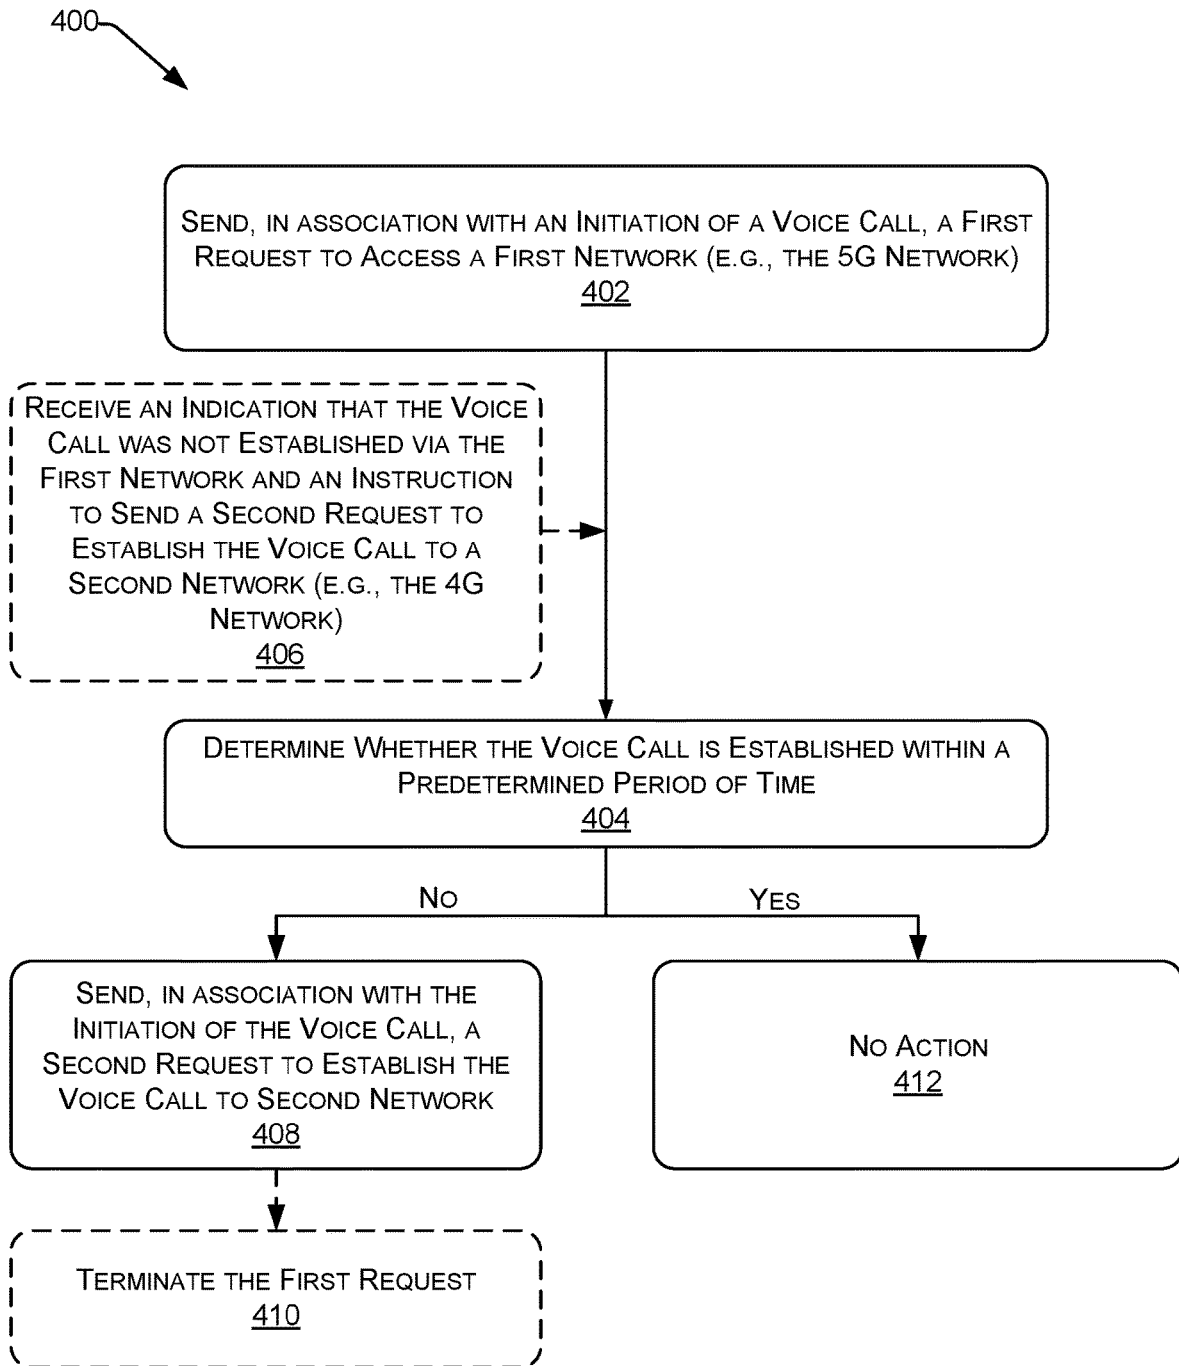 400
SEND, IN ASSOCIATION WITH AN INITIATION OF A VOICE CALL, A FIRST
REQUEST TO ACCESS A FIRST NETWORK (E.G., THE 5G NETWORK)
402
RECEIVE AN INDICATION THAT THE VOICE
CALL WAS NOT ESTABLISHED VIA THE
FIRST NETWORK AND AN INSTRUCTION
TO SEND A SECOND REQUEST TO
ESTABLISH THE VOICE CALL TO A
SECOND NETWORK (E.G., THE 4G
NETWORK)
406
DETERMINE WHETHER THE VOICE CALL IS ESTABLISHED WITHIN A
PREDETERMINED PERIOD OF TIME
404
NO
YES
SEND, IN ASSOCIATION WITH THE
INITIATION OF THE VOICE CALL, A
SECOND REQUEST TO ESTABLISH THE
VOICE CALL TO SECOND NETWORK
408
NO ACTION
412
TERMINATE THE FIRST REQUEST
410